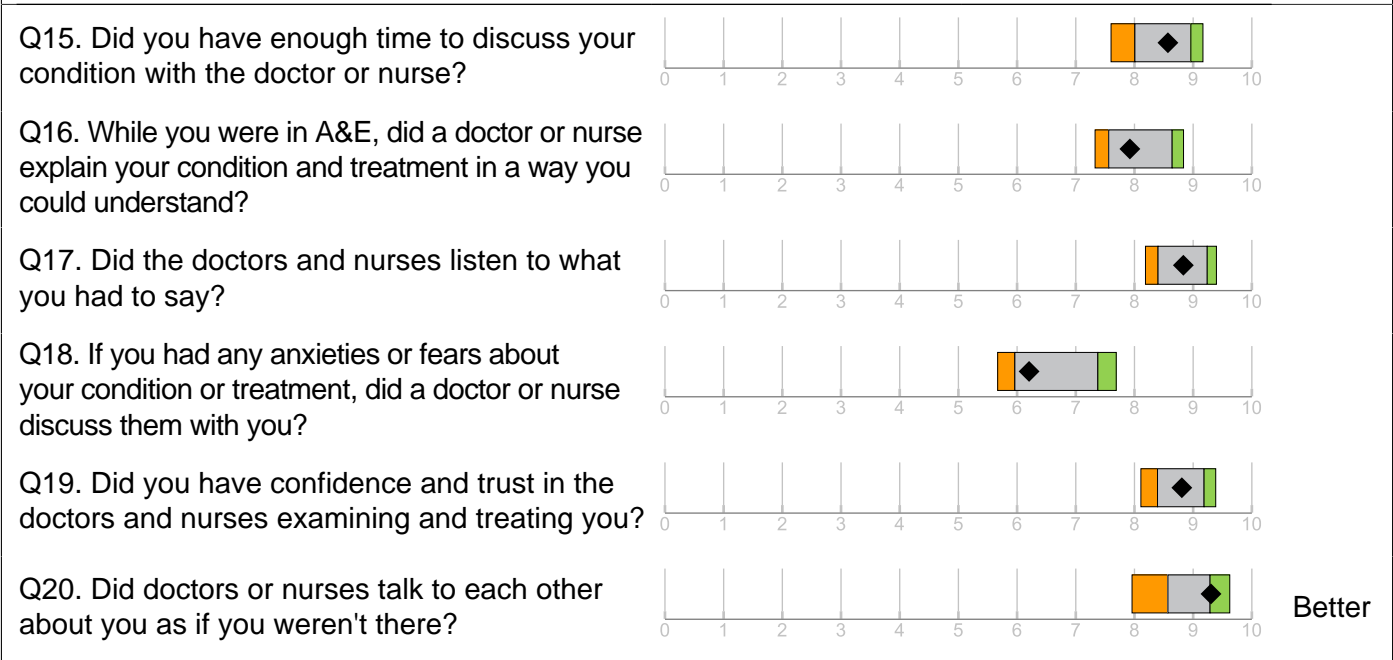 Q15. Did you have enough time to discuss your
condition with the doctor or nurse?
0 1 2 3 4 5 6 7 8 9 10
Q16. While you were in A&E, did a doctor or nurse
explain your condition and treatment in a way you
could understand?
0 1 2 3 4 5 6 7 8 9 10
Q17. Did the doctors and nurses listen to what
you had to say?
0 1 2 3 4 5 6 7 8 9 10
Q18. If you had any anxieties or fears about
your condition or treatment, did a doctor or nurse
discuss them with you?
0 1 2 3 4 5 6 7 8 9 10
Q19. Did you have confidence and trust in the
doctors and nurses examining and treating you?
0 1 2 3 4 5 6 7 8 9 10
Q20. Did doctors or nurses talk to each other
about you as if you weren't there?
0 1 2 3 4 5 6 7 8 9 10
Better